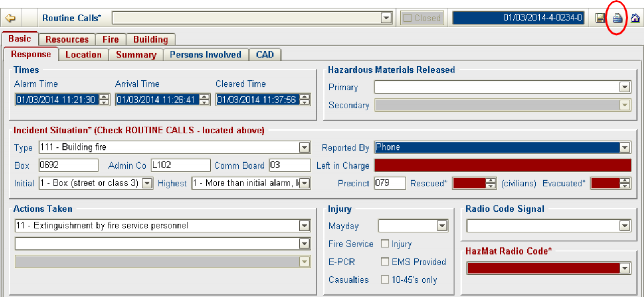 Routine Calls* Closed 01/03/2014-4-0234-0
Basic Resources Fire Building
Response Location Summary Persons Involved CAD
Times
Alarm Time Arrival Time Cleared Time
01/03/2014 11:21:30 01/03/2014 11:26:41 01/03/2014 11:37:56
Hazardous Materials Released
Primary
Secondary
Incident Situation* (Check ROUTINE CALLS - located above)
Type 111 - Building fire Reported By Phone
Box 0692 Admin Co L102 Comm Board 03 Left in Charge
Initial 1 - Box (street or class 3) Highest 1 - More than initial alarm, l Precinct 079 Rescued* (civilians) Evacuated*
Actions Taken
11 - Extinguishment by fire service personnel
Injury
Mayday
Fire Service Injury
E-PCR EMS Provided
Casualties 10-45's only
Radio Code Signal
HazMat Radio Code*